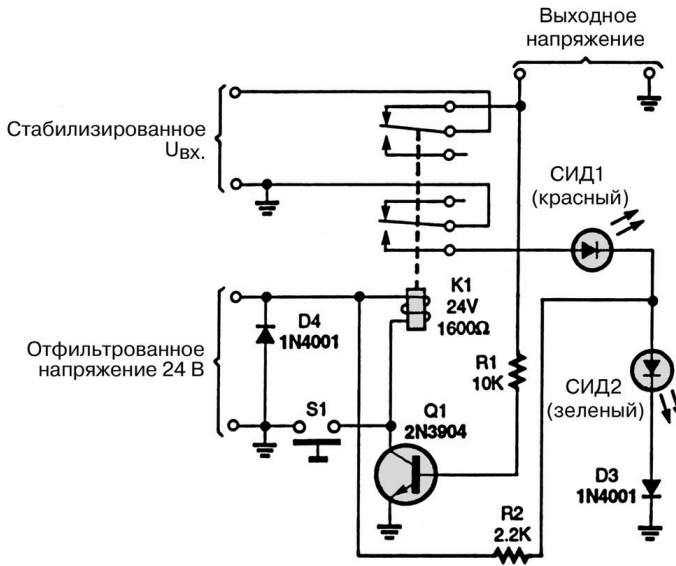 Выходное
напряжение
Стабилизированное
Uвх.
СИД1
(красный)
K1
24V
1600Ω
D4
1N4001
Отфильтрованное
напряжение 24 В
R1
10K
СИД2
(зеленый)
S1
Q1
2N3904
D3
1N4001
R2
2.2K